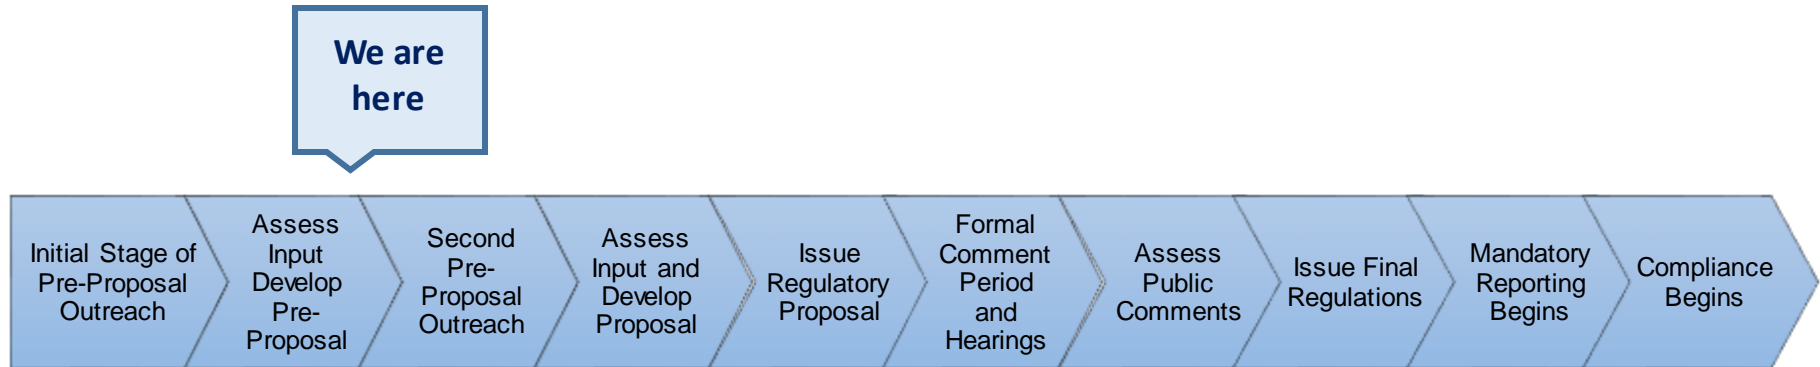 We are
here
Initial Stage of
Pre-Proposal
Outreach
Assess
Input
Develop
Pre-
Proposal
Second
Pre-
Proposal
Outreach
Assess
Input and
Develop
Proposal
Issue
Regulatory
Proposal
Formal
Comment
Period
and
Hearings
Assess
Public
Comments
Issue Final
Regulations
Mandatory
Reporting
Begins
Compliance
Begins